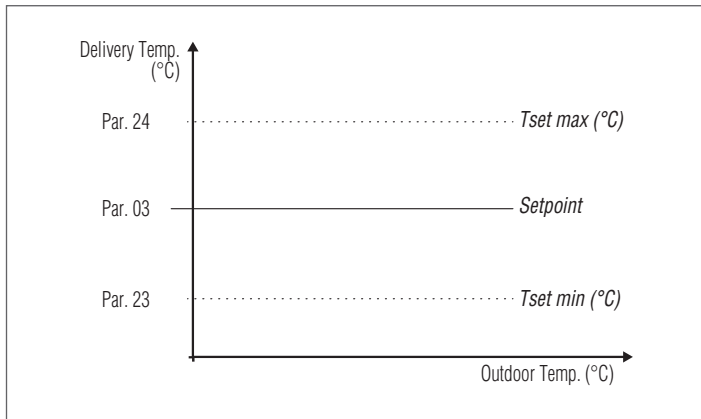 Delivery Temp.
(°C)
Par. 24
Tset max (°C)
Par. 03
Setpoint
Par. 23
Tset min (°C)
Outdoor Temp. (°C)